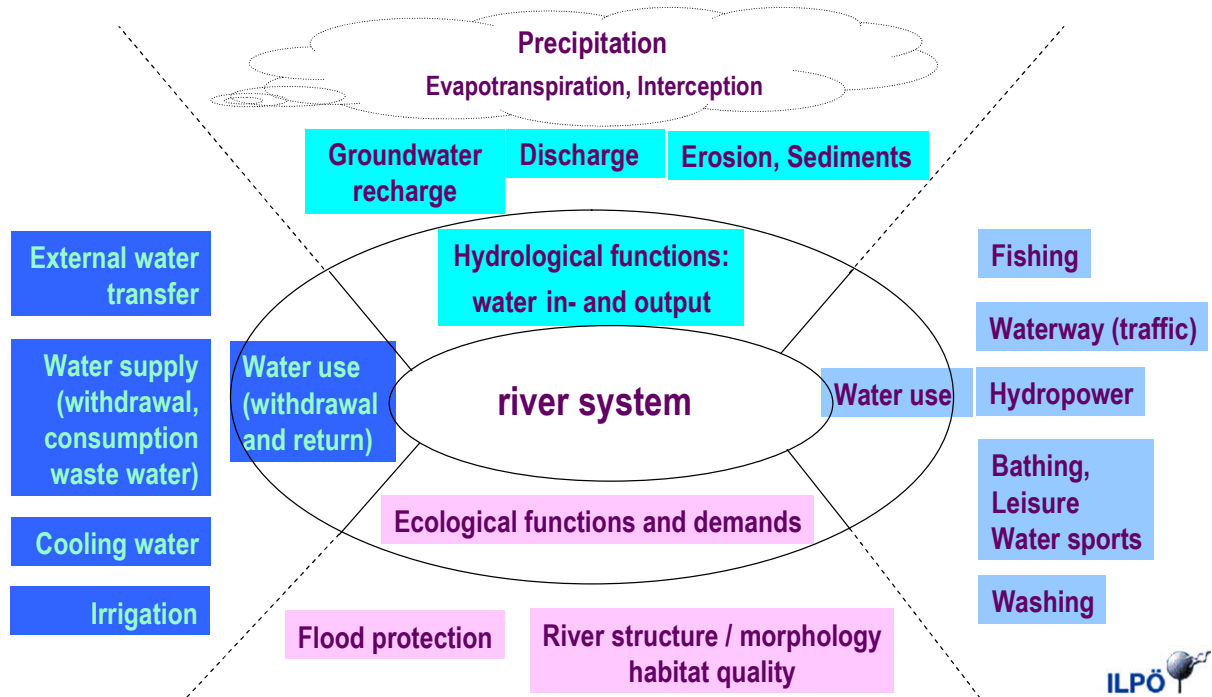 Precipitation
Evapotranspiration, Interception
Groundwater
recharge
Discharge
Erosion, Sediments
Hydrological functions:
water in- and output
External water
transfer
Water supply
(withdrawal,
consumption
waste water)
Cooling water
Irrigation
Water use
(withdrawal
and return)
river system
Water use
Fishing
Waterway (traffic)
Hydropower
Bathing,
Leisure
Water sports
Washing
Ecological functions and demands
Flood protection
River structure / morphology
habitat quality
ILPÖ